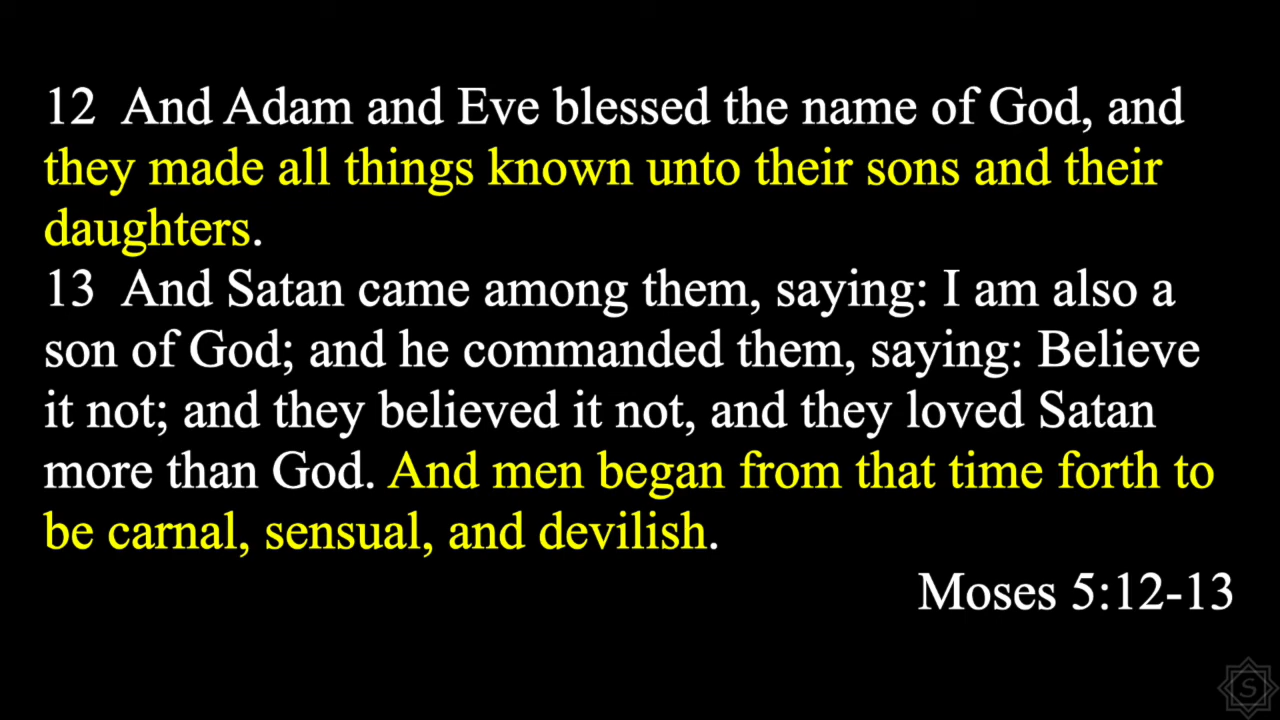 12 And Adam and Eve blessed the name of God, and
they made all things known unto their sons and their
daughters.
13 And Satan came among them, saying: I am also a
son of God; and he commanded them, saying: Believe
it not; and they believed it not, and they loved Satan
more than God. And men began from that time forth to
be carnal, sensual, and devilish.
Moses 5:12-13
S